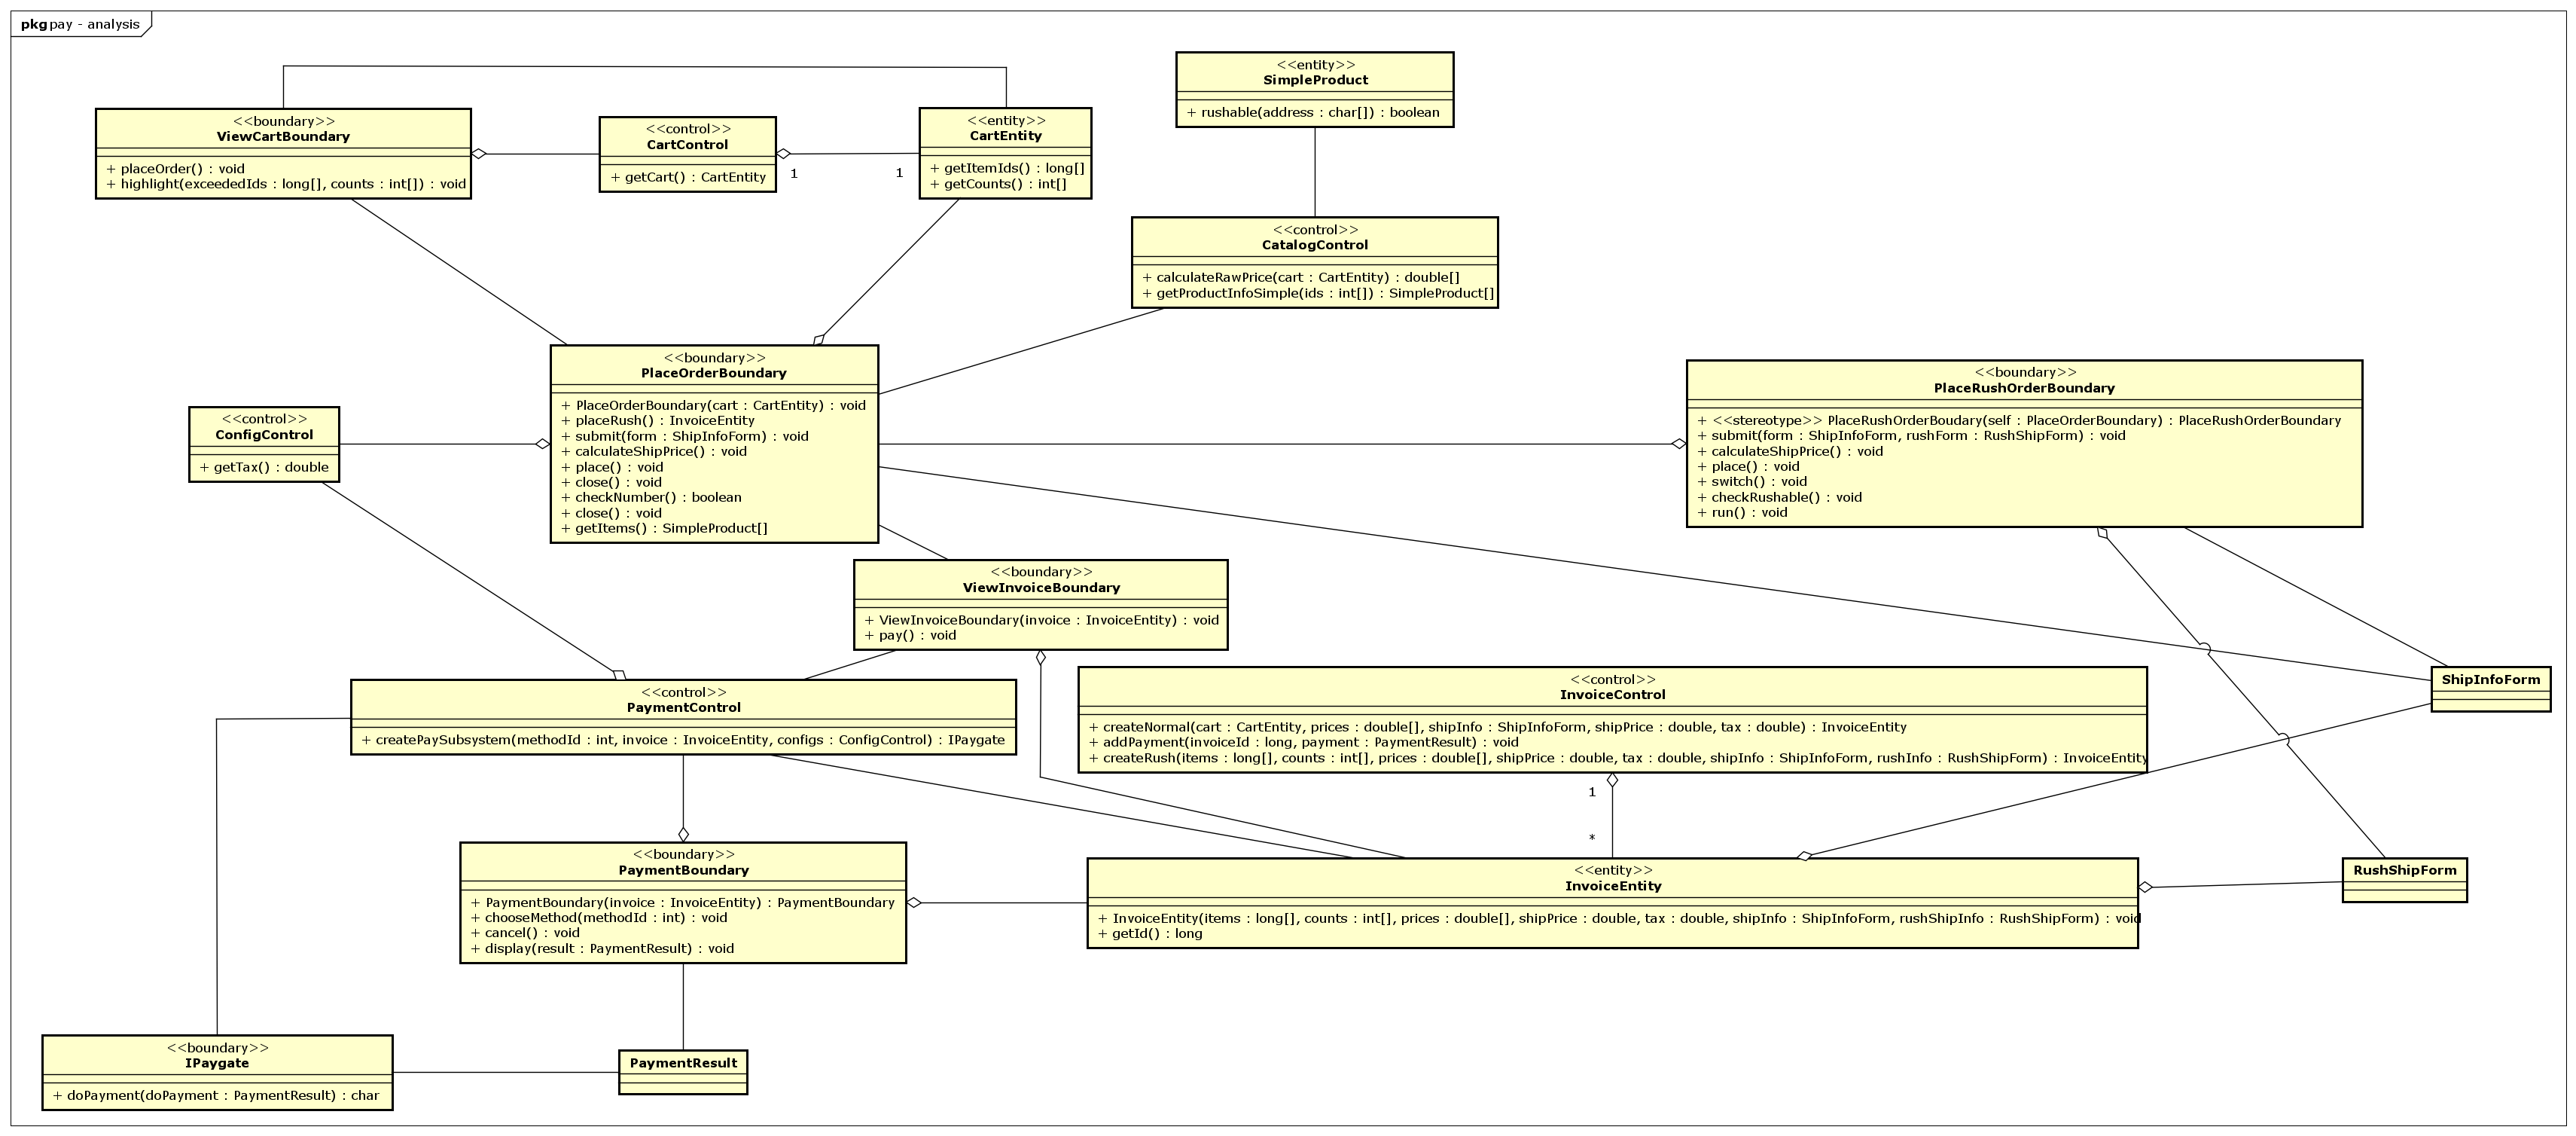 pkg pay - analysis
<<entity>>
SimpleProduct
+ rushable(address : char[]) : boolean
<<boundary>>
ViewCartBoundary
+ placeOrder() : void
+ highlight(exceededIds : long[], counts : int[]) : void
<<control>>
CartControl
+ getCart() : CartEntity
1
1
<<entity>>
CartEntity
+ getItemIds() : long[]
+ getCounts() : int[]
<<control>>
CatalogControl
+ calculateRawPrice(cart : CartEntity) : double[]
+ getProductInfoSimple(ids : int[]) : SimpleProduct[]
<<boundary>>
PlaceOrderBoundary
+ PlaceOrderBoundary(cart : CartEntity) : void
+ placeRush() : InvoiceEntity
+ submit(form : ShipInfoForm) : void
+ calculateShipPrice() : void
+ place() : void
+ close() : void
+ checkNumber() : boolean
+ close() : void
+ getItems() : SimpleProduct[]
<<boundary>>
PlaceRushOrderBoundary
+ <<stereotype>> PlaceRushOrderBoudary(self : PlaceOrderBoundary) : PlaceRushOrderBoundary
+ submit(form : ShipInfoForm, rushForm : RushShipForm) : void
+ calculateShipPrice() : void
+ place() : void
+ switch() : void
+ checkRushable() : void
+ run() : void
<<control>>
ConfigControl
+ getTax() : double
<<boundary>>
ViewInvoiceBoundary
+ ViewInvoiceBoundary(invoice : InvoiceEntity) : void
+ pay() : void
<<control>>
PaymentControl
+ createPaySubsystem(methodId : int, invoice : InvoiceEntity, configs : ConfigControl) : IPaygate
<<control>>
InvoiceControl
+ createNormal(cart : CartEntity, prices : double[], shipInfo : ShipInfoForm, shipPrice : double, tax : double) : InvoiceEntity
+ addPayment(invoiceId : long, payment : PaymentResult) : void
+ createRush(items : long[], counts : int[], prices : double[], shipPrice : double, tax : double, shipInfo : ShipInfoForm, rushInfo : RushShipForm) : InvoiceEntity
ShipInfoForm
1
*
<<boundary>>
PaymentBoundary
+ PaymentBoundary(invoice : InvoiceEntity) : PaymentBoundary
+ chooseMethod(methodId : int) : void
+ cancel() : void
+ display(result : PaymentResult) : void
<<entity>>
InvoiceEntity
+ InvoiceEntity(items : long[], counts : int[], prices : double[], shipPrice : double, tax : double, shipInfo : ShipInfoForm, rushShipInfo : RushShipForm) : void
+ getId() : long
RushShipForm
<<boundary>>
IPaygate
+ doPayment(doPayment : PaymentResult) : char
PaymentResult